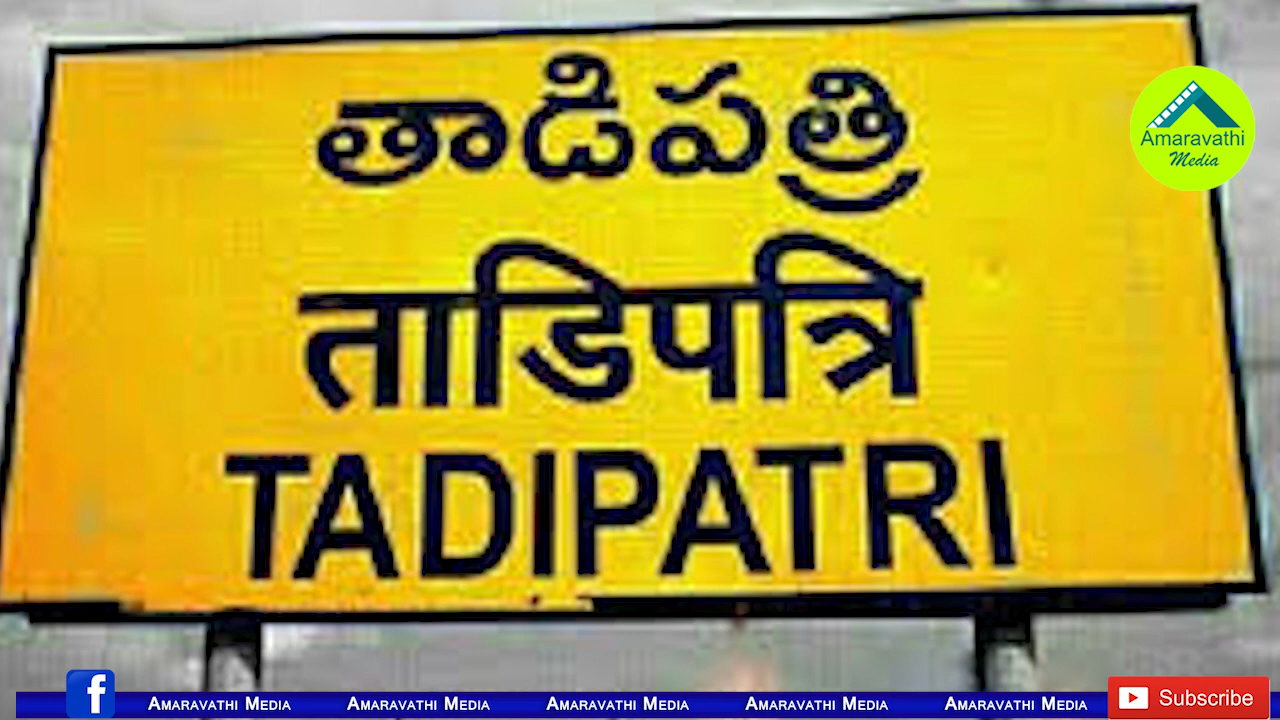 తాడిపత్రి
ताडिपत्रि
TADIPATRI
Amaravathi
Media
f
Amaravathi Media Amaravathi Media Amaravathi Media Amaravathi Media Amaravathi Media
Subscribe